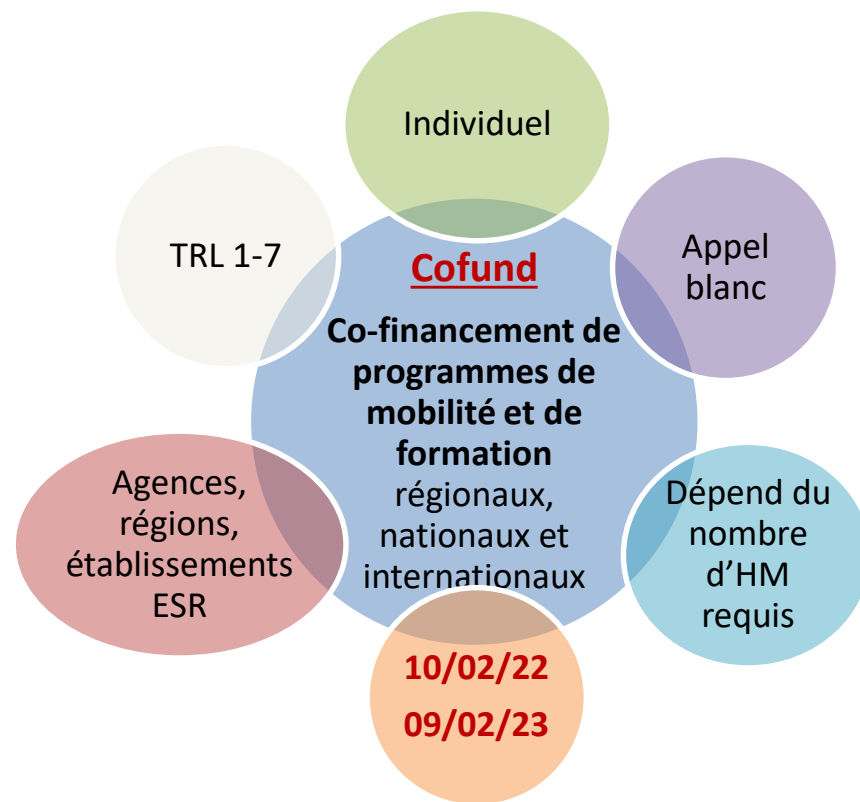 Individuel
TRL 1-7
Appel
blanc
Cofund
Co-financement de
programmes de
mobilité et de
formation
régionaux,
nationaux et
internationaux
Agences,
régions,
établissements
ESR
Dépend du
nombre
d’HM
requis
10/02/22
09/02/23